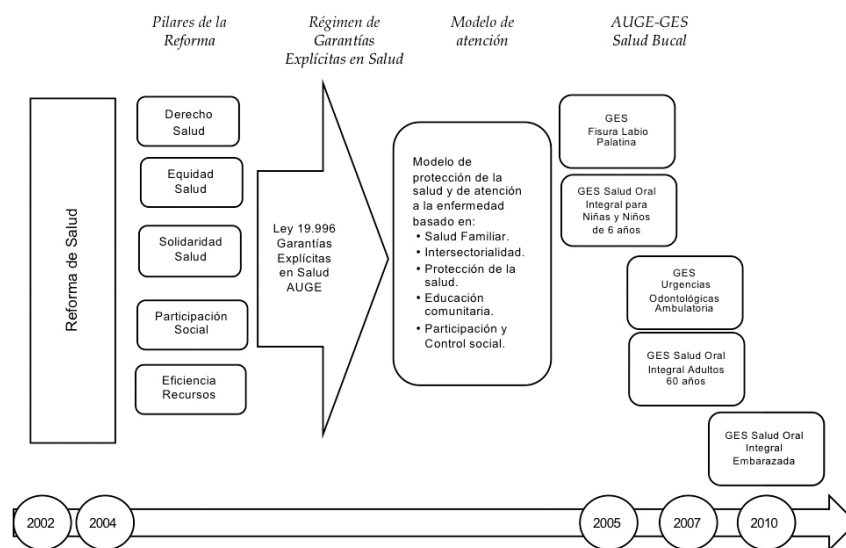 Pilares de la
Reforma
Régimen de
Garantías
Explícitas en Salud
Modelo de
atención
AUGE-GES
Salud Bucal
Reforma de Salud
Derecho
Salud
Equidad
Salud
Solidaridad
Salud
Participación
Social
Eficiencia
Recursos
Ley 19.996
Garantías
Explícitas
en Salud
AUGE
Modelo de
protección de la
salud y de atención
a la enfermedad
basado en:
• Salud Familiar.
• Intersectorialidad.
• Protección de la
salud.
• Educación
comunitaria.
• Participación y
Control social.
GES
Fisura Labio
Palatina
GES Salud Oral
Integral para
Niñas y Niños
de 6 años
GES
Urgencias
Odontológicas
Ambulatoria
GES Salud Oral
Integral Adultos
60 años
GES Salud Oral
Integral
Embarazada
2002
2004
2005
2007
2010